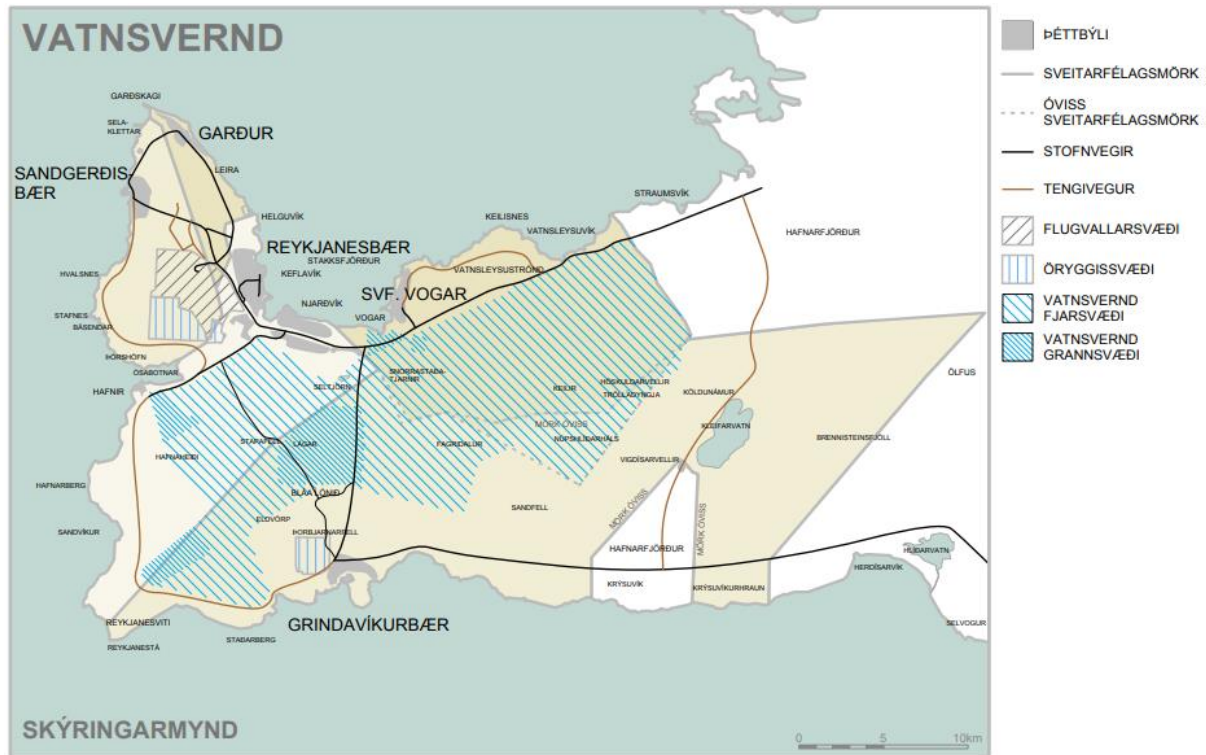 VATNSVERND
GARÐSKAGI
SELA-
KLETTAR
GARÐUR
SANDGERÐIS-
BÆR
LEIRA
HELGUVÍK
REYKJANESBÆR
STAKKSFJÖRÐUR
KEFLAVÍK
HVALSNES
NJARÐVÍK
STAFNES
BÁSENDAR
ÞÓRSHÖFN
ÓSABOTNAR
HAFNIR
STRAUMSVÍK
KEILISNES
VATNSLEYSUVÍK
VATNSLEYSUSTRÖND
SVF. VOGAR
VOGAR
HAFNARFJÖRÐUR
ÖLFUS
SNORRASTAÐA-
TJARNIR
SELTJÖRN
KEILIR
HÖSKULDARVELLIR
TRÖLLADYNGJA
KÖLDUNÁMUR
KLEIFARVATN
BRENNISTEINSFJÖLL
MÖRK ÓVISS
NÚPSHLÍÐARHÁLS
VIGDÍSARVELLIR
STAPAFELL
LÁGAR
FAGRIDALUR
HAFNAHEIÐI
HAFNARBERG
BLÁA LÓNIÐ
SANDFELL
MÖRK ÓVISS
MÖRK ÓVISS
SANDVÍKUR
ELDVÖRP
ÞORBJARNARFELL
HAFNARFJÖRÐUR
KRÝSUVÍK
KRÝSUVÍKURHRAUN
HERDÍSARVÍK
HLÍÐARVATN
SELVOGUR
REYKJANESVITI
REYKJANESTÁ
STAÐARBERG
GRINDAVÍKURBÆR
SKÝRINGARMYND
0 5 10km
ÞÉTTBÝLI
SVEITARFÉLAGSMÖRK
ÓVISS
SVEITARFÉLAGSMÖRK
STOFNVEGIR
TENGIVEGUR
FLUGVALLARSVÆÐI
ÖRYGGISSVÆÐI
VATNSVERND
FJARSVÆÐI
VATNSVERND
GRANNSVÆÐI